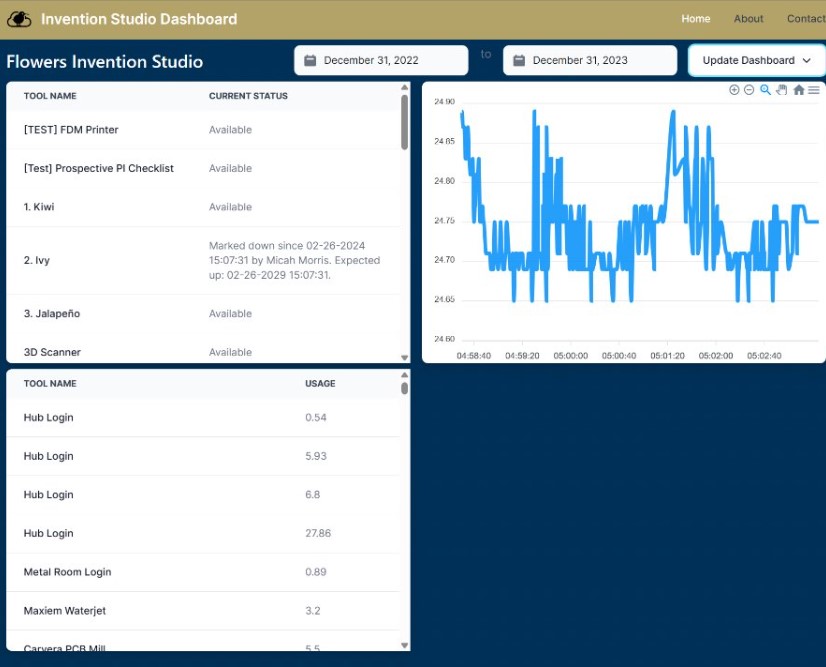 Invention Studio Dashboard
Home About Contact
Flowers Invention Studio
December 31, 2022 to December 31, 2023 Update Dashboard
TOOL NAME CURRENT STATUS
[TEST] FDM Printer Available
[Test] Prospective PI Checklist Available
1. Kiwi Available
2. Ivy
Marked down since 02-26-2024
15:07:31 by Micah Morris. Expected
up: 02-26-2029 15:07:31.
3. Jalapeño Available
3D Scanner Available
24.90
24.85
24.80
24.75
24.70
24.65
24.60
04:58:40 04:59:20 05:00:00 05:00:40 05:01:20 05:02:00 05:02:40
TOOL NAME USAGE
Hub Login 0.54
Hub Login 5.93
Hub Login 6.8
Hub Login 27.86
Metal Room Login 0.89
Maxiem Waterjet 3.2
Carvera PCB Mill 5.5